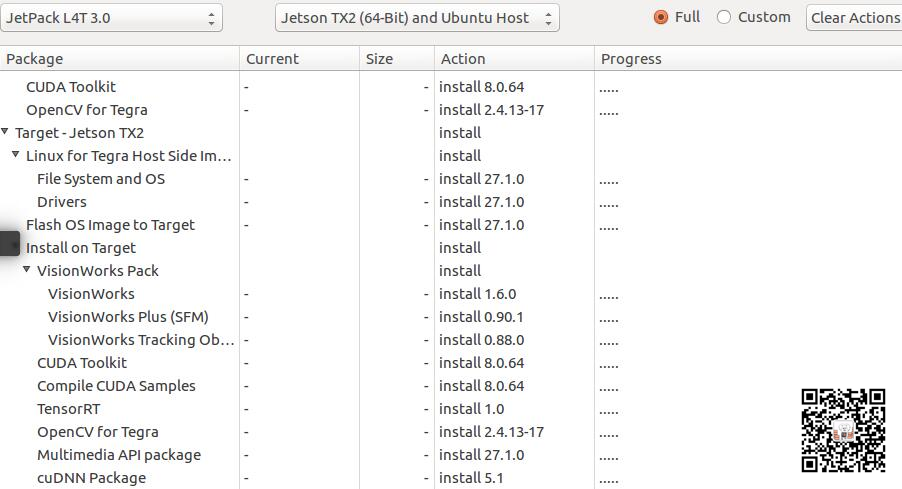 JetPack L4T 3.0 Jetson TX2 (64-Bit) and Ubuntu Host Full Custom Clear Actions
Package Current Size Action Progress
CUDA Toolkit - - install 8.0.64 .....
OpenCV for Tegra - - install 2.4.13-17 .....
Target - Jetson TX2 install
Linux for Tegra Host Side Im... install
File System and OS - - install 27.1.0 .....
Drivers - - install 27.1.0 .....
Flash OS Image to Target - - install 27.1.0 .....
Install on Target install
VisionWorks Pack install
VisionWorks - - install 1.6.0 .....
VisionWorks Plus (SFM) - - install 0.90.1 .....
VisionWorks Tracking Ob... - - install 0.88.0 .....
CUDA Toolkit - - install 8.0.64 .....
Compile CUDA Samples - - install 8.0.64 .....
TensorRT - - install 1.0 .....
OpenCV for Tegra - - install 2.4.13-17 .....
Multimedia API package - - install 27.1.0 .....
cuDNN Package - - install 5.1 .....